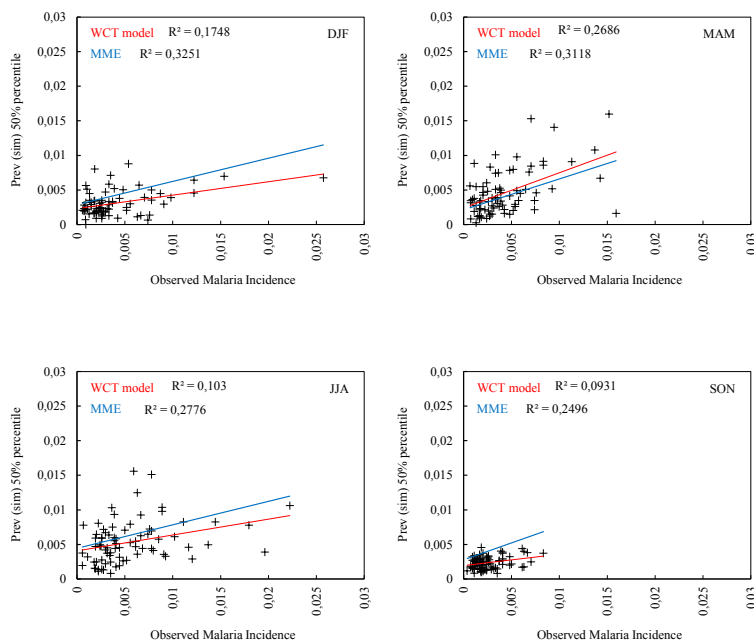 0,03
WCT model R² = 0,1748 DJF
MME R² = 0,3251
0,025
0,02
0,015
0,01
0,005
0
Prev (sim) 50% percentile
0 0,005 0,01 0,015 0,02 0,025 0,03
Observed Malaria Incidence
0,03
WCT model R² = 0,2686 MAM
MME R² = 0,3118
0,025
0,02
0,015
0,01
0,005
0
Prev (sim) 50% percentile
0 0,005 0,01 0,015 0,02 0,025 0,03
Observed Malaria Incidence
0,03
WCT model R² = 0,103 JJA
MME R² = 0,2776
0,025
0,02
0,015
0,01
0,005
0
Prev (sim) 50% percentile
0 0,005 0,01 0,015 0,02 0,025 0,03
Observed Malaria Incidence
0,03
WCT model R² = 0,0931 SON
MME R² = 0,2496
0,025
0,02
0,015
0,01
0,005
0
Prev (sim) 50% percentile
0 0,005 0,01 0,015 0,02 0,025 0,03
Observed Malaria Incidence